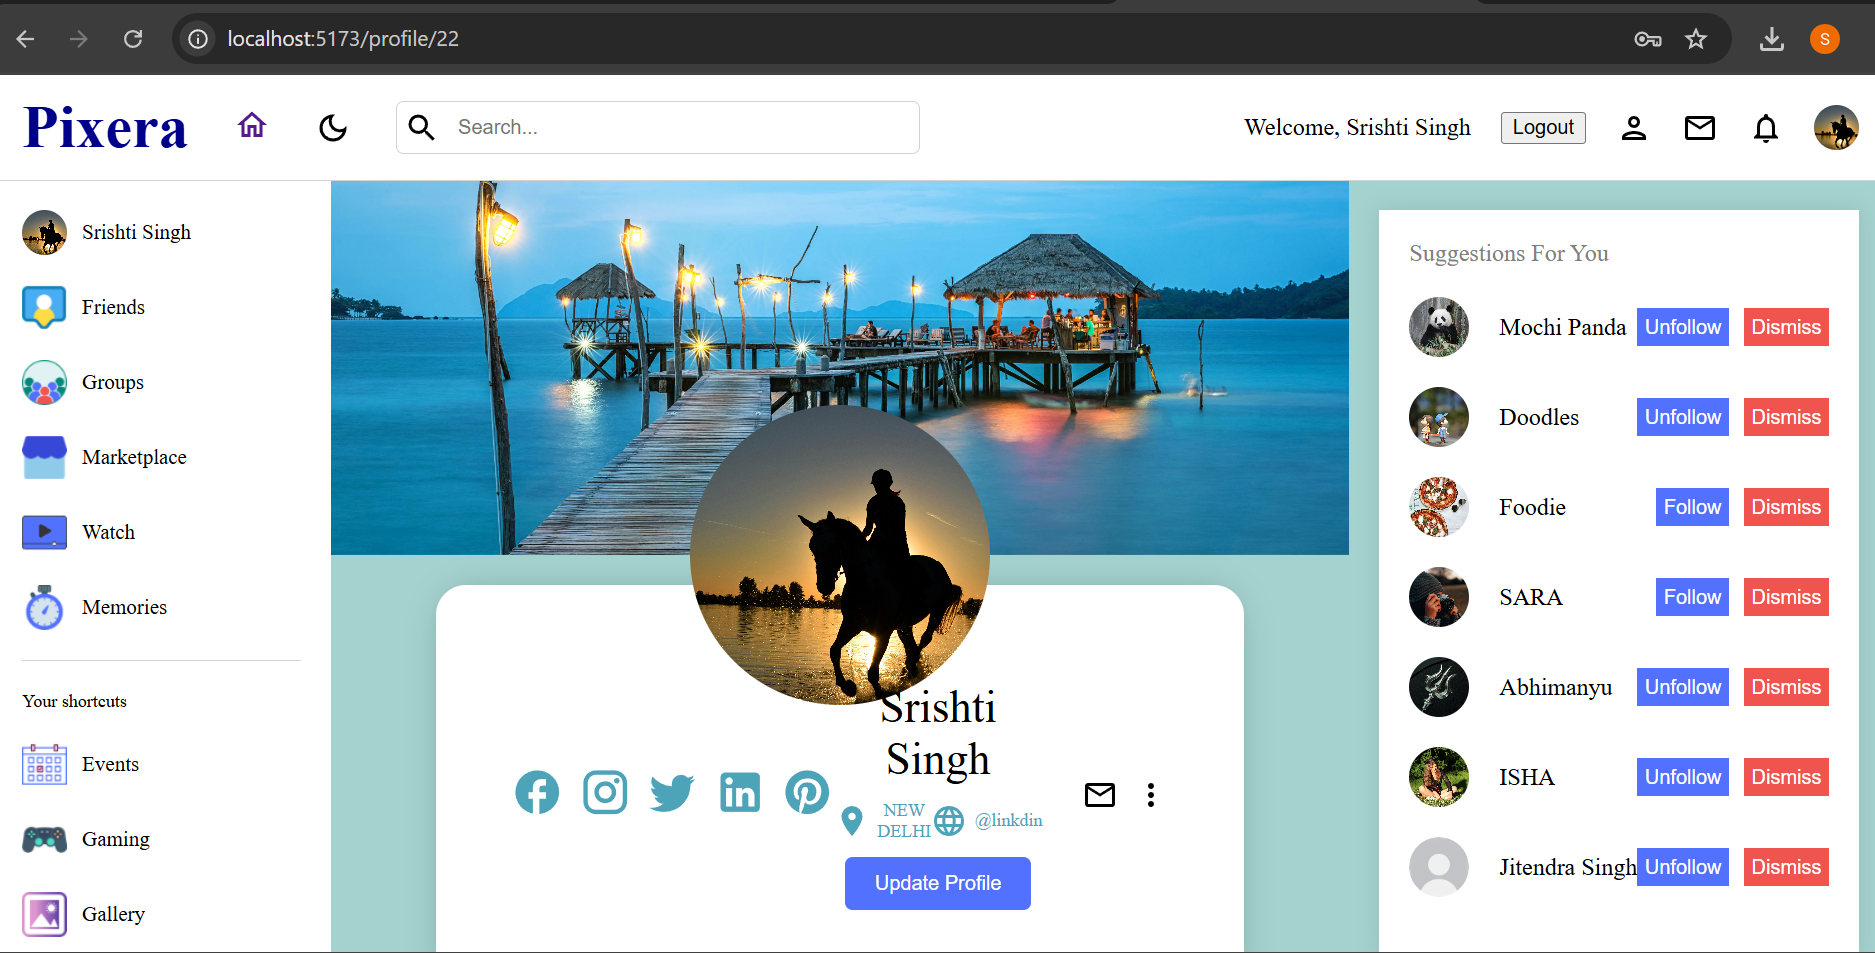 localhost:5173/profile/22
S
Pixera
Search...
Welcome, Srishti Singh
Logout
Srishti Singh
Friends
Groups
Marketplace
Watch
Memories
Your shortcuts
Events
Gaming
Gallery
Srishti
Singh
NEW
DELHI
@linkdin
Update Profile
Suggestions For You
Mochi Panda Unfollow Dismiss
Doodles Unfollow Dismiss
Foodie Follow Dismiss
SARA Follow Dismiss
Abhimanyu Unfollow Dismiss
ISHA Unfollow Dismiss
Jitendra Singh Unfollow Dismiss